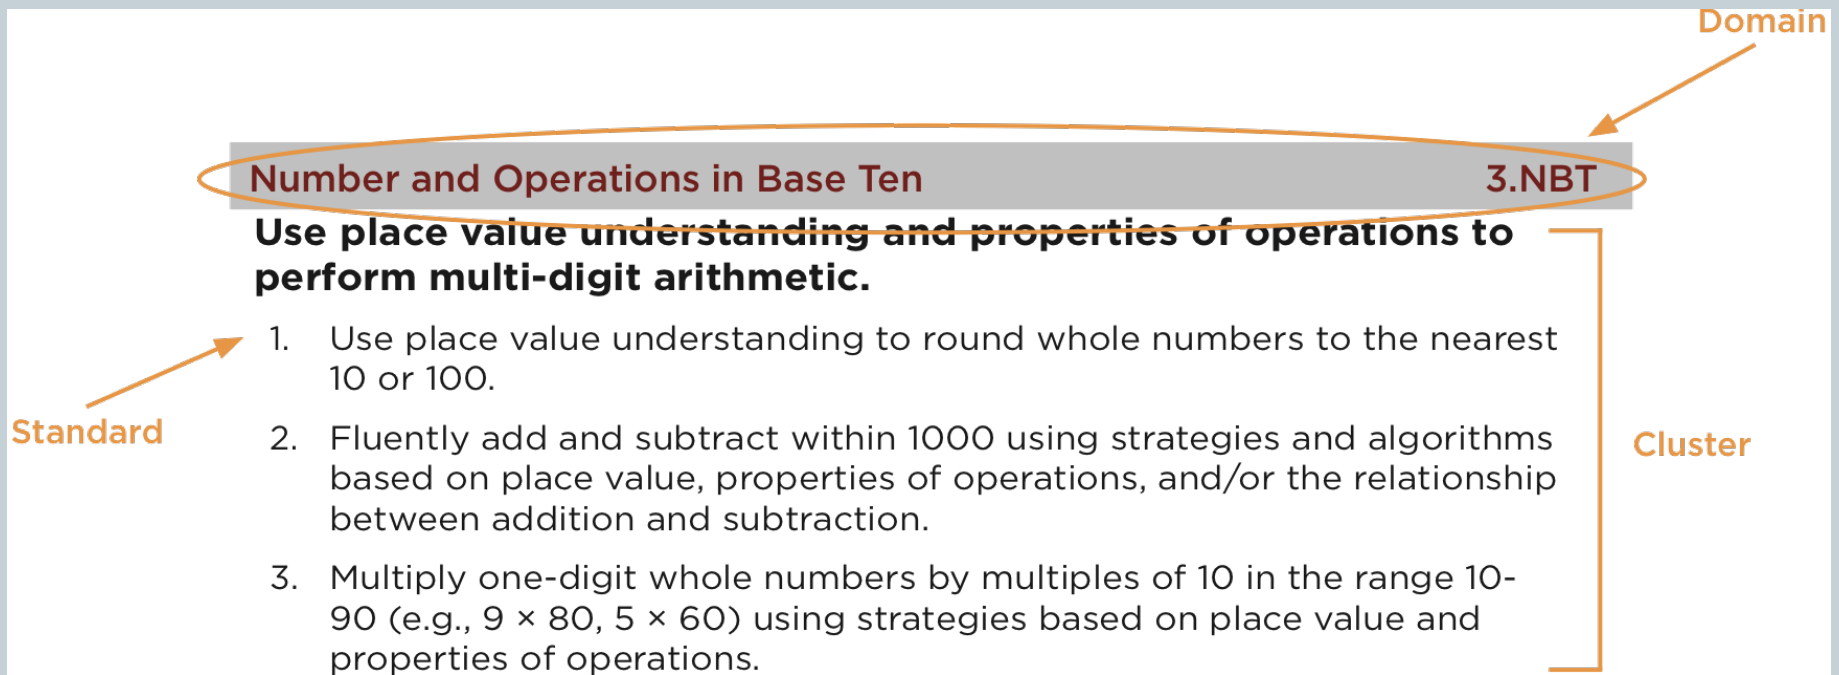 Domain
Number and Operations in Base Ten 3.NBT
Use place value understanding and properties of operations to
perform multi-digit arithmetic.
1. Use place value understanding to round whole numbers to the nearest
10 or 100.
Standard
2. Fluently add and subtract within 1000 using strategies and algorithms
based on place value, properties of operations, and/or the relationship
between addition and subtraction.
Cluster
3. Multiply one-digit whole numbers by multiples of 10 in the range 10-
90 (e.g., 9 × 80, 5 × 60) using strategies based on place value and
properties of operations.